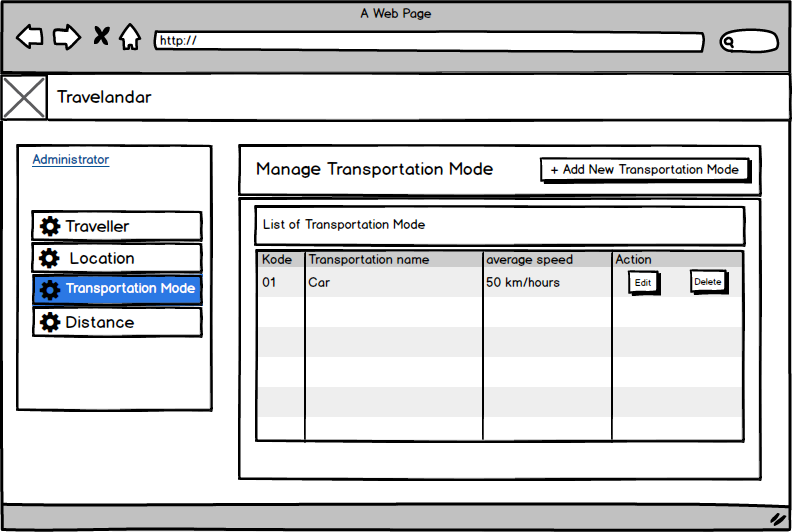 A Web Page
http://
Travelandar
Administrator
Traveller
Location
Transportation Mode
Distance
Manage Transportation Mode
+ Add New Transportation Mode
List of Transportation Mode
Kode Transportation name average speed Action
01 Car 50 km/hours Edit Delete